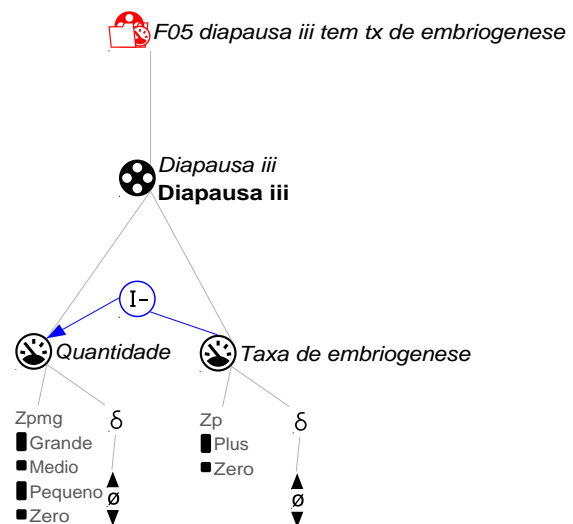 F05 diapausa iii tem tx de embriogenese
Diapausa iii
Diapausa iii
I-
Quantidade
Taxa de embriogenese
Zpmg
Grande
Medio
Pequeno
Zero
δ
ø
Zp
Plus
Zero
δ
ø